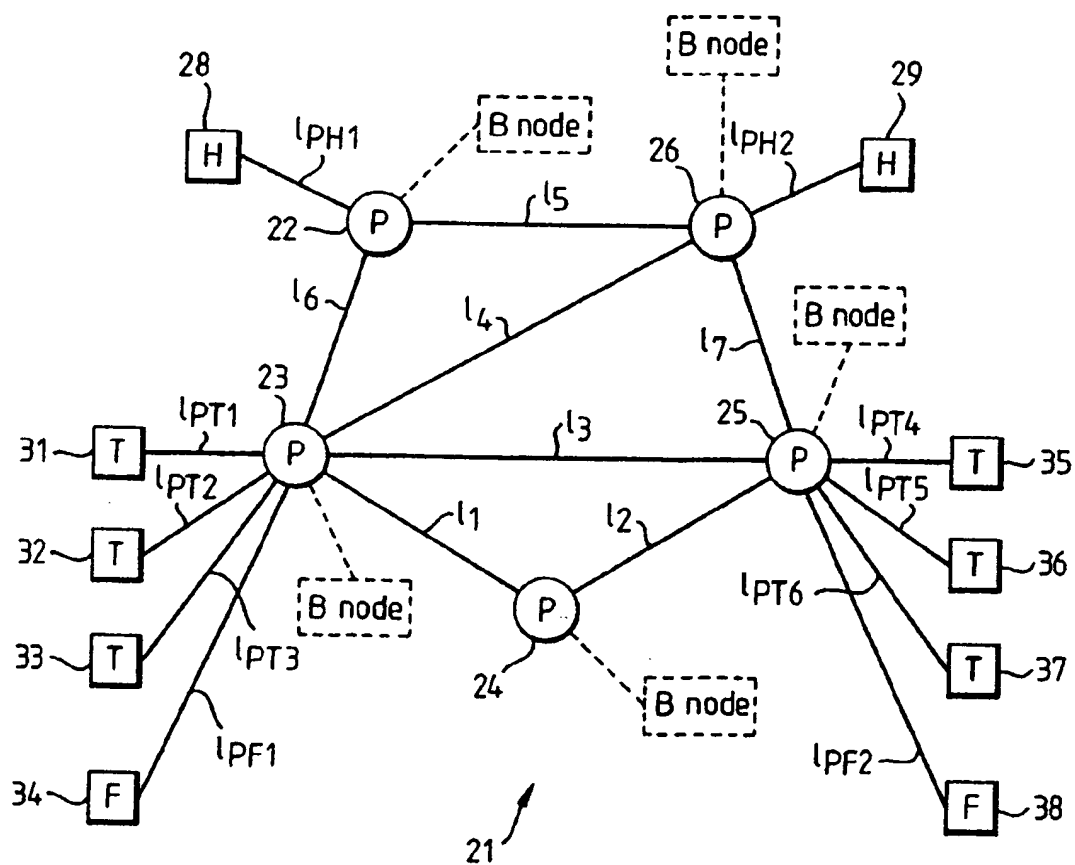 B node
28
29
B node
lPH1
26
lPH2
H
H
P
l5
P
22
l6
l4
B node
l7
23
25
lPT1
lPT4
31
T
P
l3
P
T
35
lPT2
lPT5
l1
l2
32
T
T
36
B node
P
lPT6
33
T
lPT3
24
T
37
B node
lPF1
lPF2
34
F
F
38
21